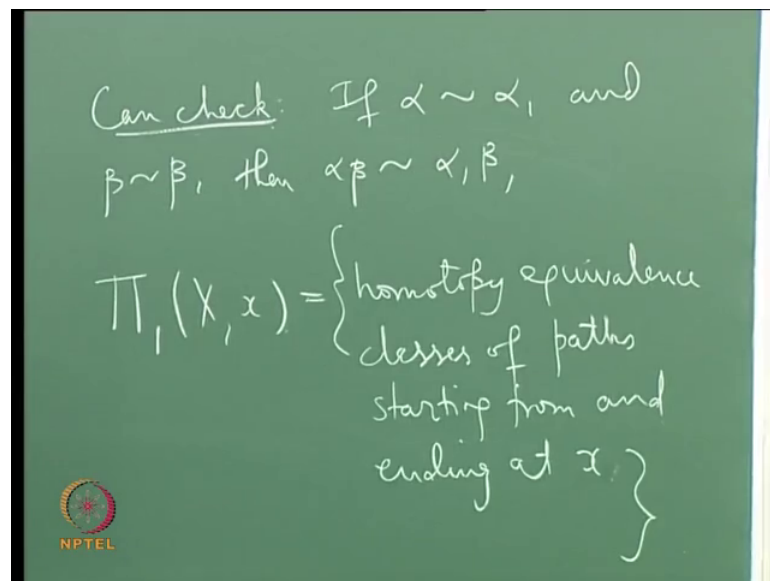 Can check: If α ~ α₁ and
β ~ β₁ then αβ ~ α₁β₁
Π₁(X, x) = {homotopy equivalence
classes of paths
starting from and
ending at x}
NPTEL